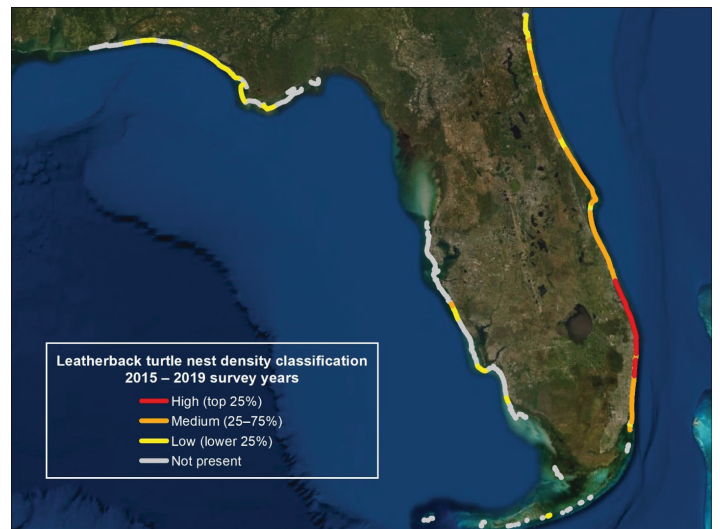 Leatherback turtle nest density classification
2015 – 2019 survey years
High (top 25%)
Medium (25–75%)
Low (lower 25%)
Not present